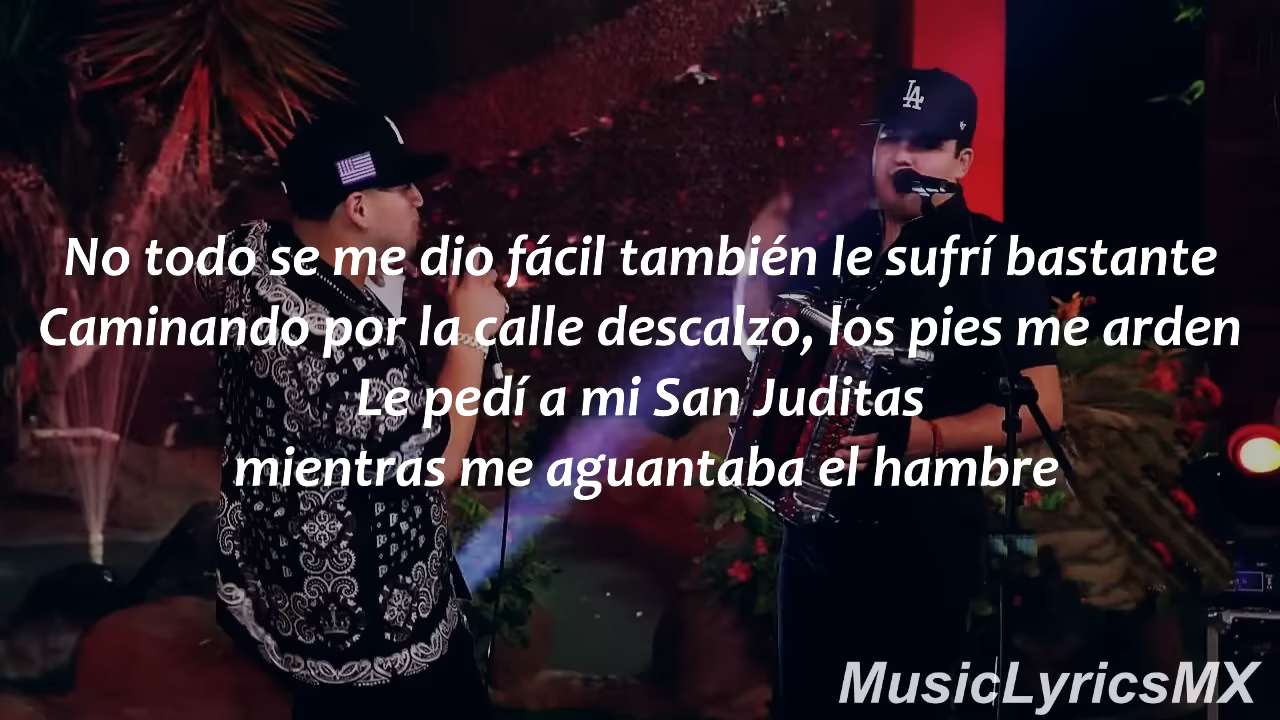 LA
No todo se me dio fácil también le sufrí bastante
Caminando por la calle descalzo, los pies me arden
Le pedí a mi San Juditas
mientras me aguantaba el hambre
MusicLyricsMX